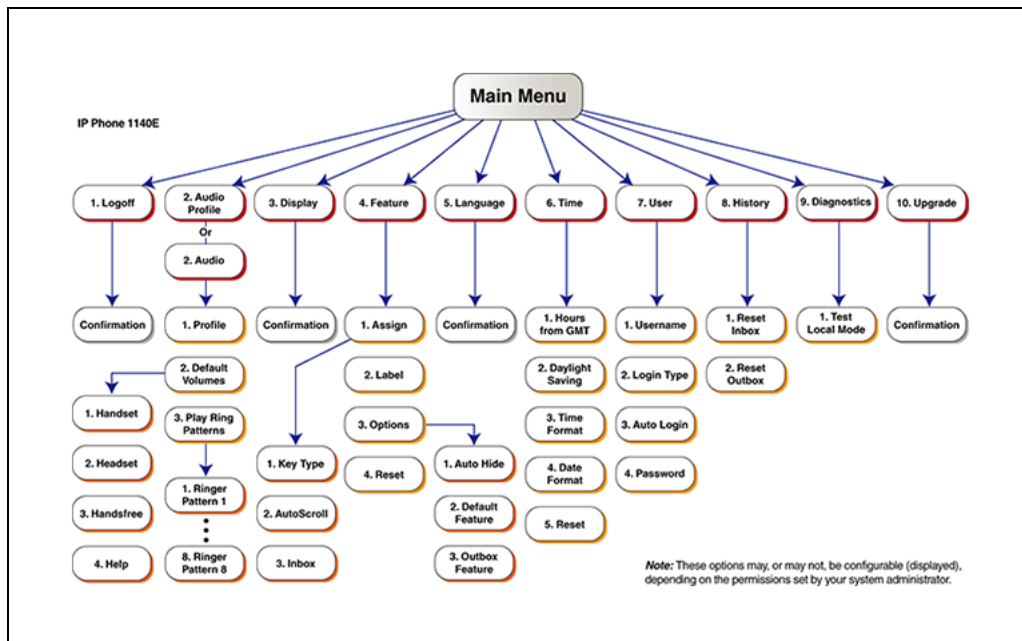 Main Menu
IP Phone 1140E
1. Logoff
2. Audio
Profile
3. Display
4. Feature
5. Language
6. Time
7. User
8. History
9. Diagnostics
10. Upgrade
Or
2. Audio
Confirmation
1. Profile
Confirmation
1. Assign
Confirmation
1. Hours
from GMT
1. Username
1. Reset
Inbox
1. Test
Local Mode
Confirmation
2. Default
Volumes
2. Label
2. Daylight
Saving
2. Login Type
2. Reset
Outbox
1. Handset
3. Play Ring
Patterns
3. Options
3. Time
Format
3. Auto Login
2. Headset
1. Key Type
4. Reset
1. Auto Hide
4. Date
Format
4. Password
1. Ringer
Pattern 1
3. Handsfree
2. AutoScroll
2. Default
Feature
5. Reset
4. Help
8. Ringer
Pattern 8
3. Inbox
3. Outbox
Feature
Note: These options may, or may not, be configurable (displayed),
depending on the permissions set by your system administrator.